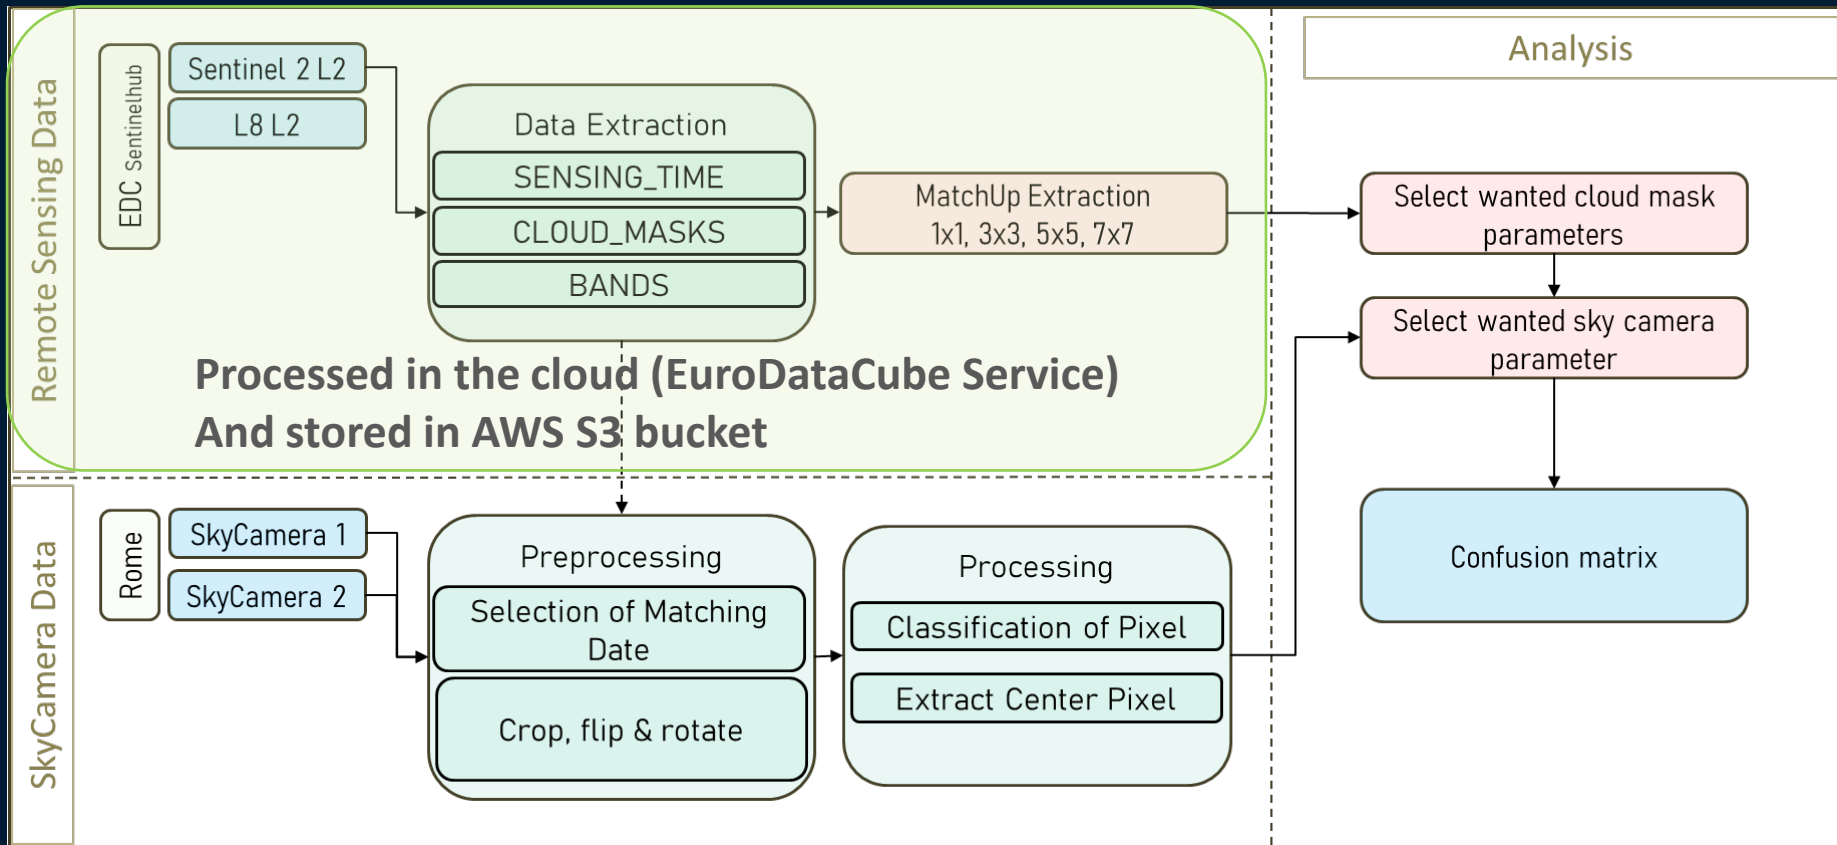 Remote Sensing Data
EDC Sentinelhub
Sentinel 2 L2
L8 L2
Data Extraction
SENSING_TIME
CLOUD_MASKS
BANDS
MatchUp Extraction
1x1, 3x3, 5x5, 7x7
Processed in the cloud (EuroDataCube Service)
And stored in AWS S3 bucket
SkyCamera Data
Rome
SkyCamera 1
SkyCamera 2
Preprocessing
Selection of Matching
Date
Crop, flip & rotate
Processing
Classification of Pixel
Extract Center Pixel
Analysis
Select wanted cloud mask
parameters
Select wanted sky camera
parameter
Confusion matrix